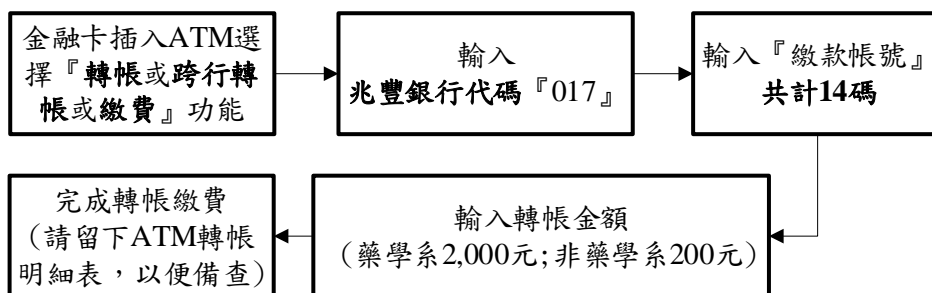 金融卡插入ATM選
擇『轉帳或跨行轉
帳或繳費』功能
輸入
兆豐銀行代碼『017』
輸入『繳款帳號』
共計14碼
輸入轉帳金額
（藥學系2,000元;非藥學系200元）
完成轉帳繳費
（請留下ATM轉帳
明細表，以便備查）